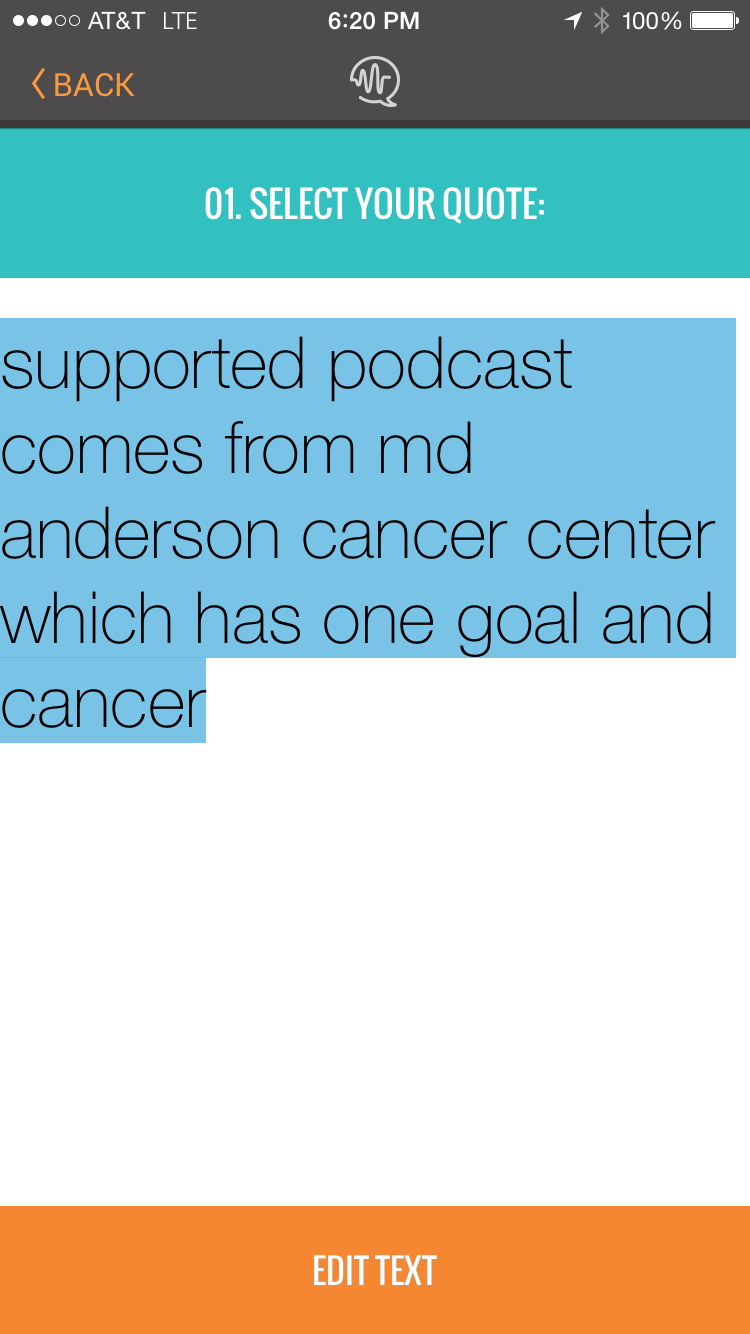 AT&T LTE 6:20 PM 100%
BACK
01. SELECT YOUR QUOTE:
supported podcast
comes from md
anderson cancer center
which has one goal and
cancer
EDIT TEXT